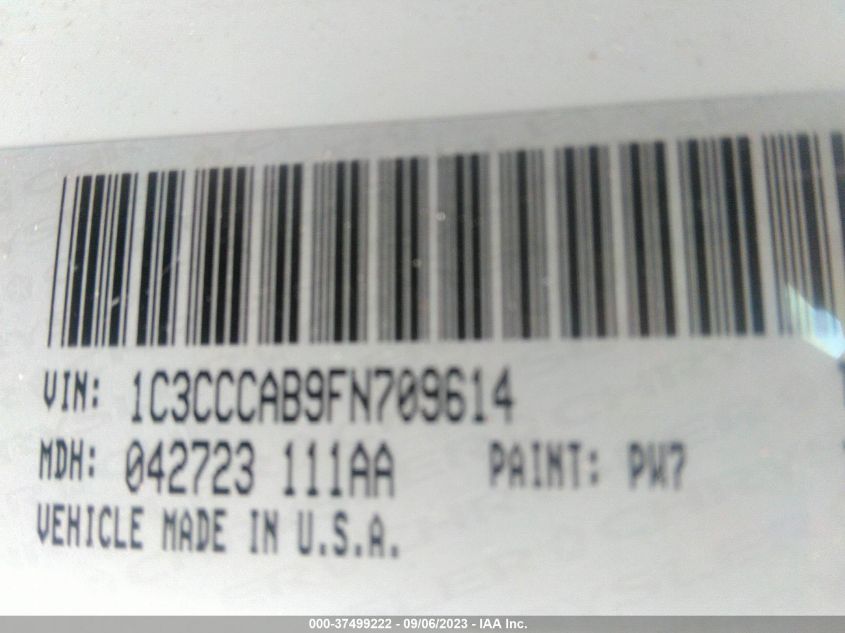 VIN: 1C3CCCAB9FN709614
MDH: 042723 111AA PAINT: PW7
VEHICLE MADE IN U.S.A.
000-37499222 - 09/06/2023 - IAA Inc.